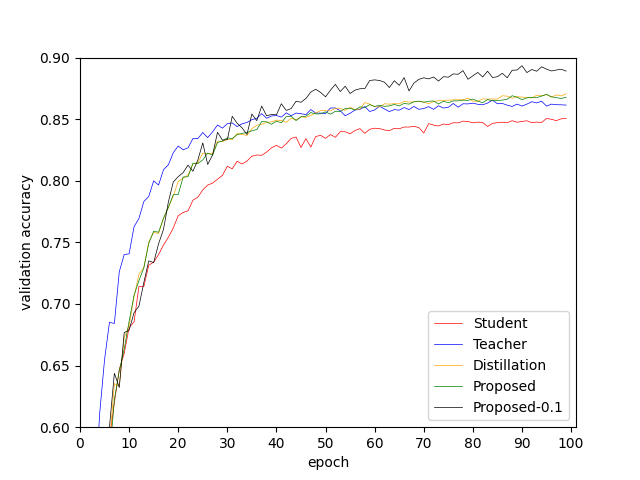 0.90
0.85
0.80
0.75
0.70
0.65
0.60
validation accuracy
0 10 20 30 40 50 60 70 80 90 100
epoch
Student
Teacher
Distillation
Proposed
Proposed-0.1